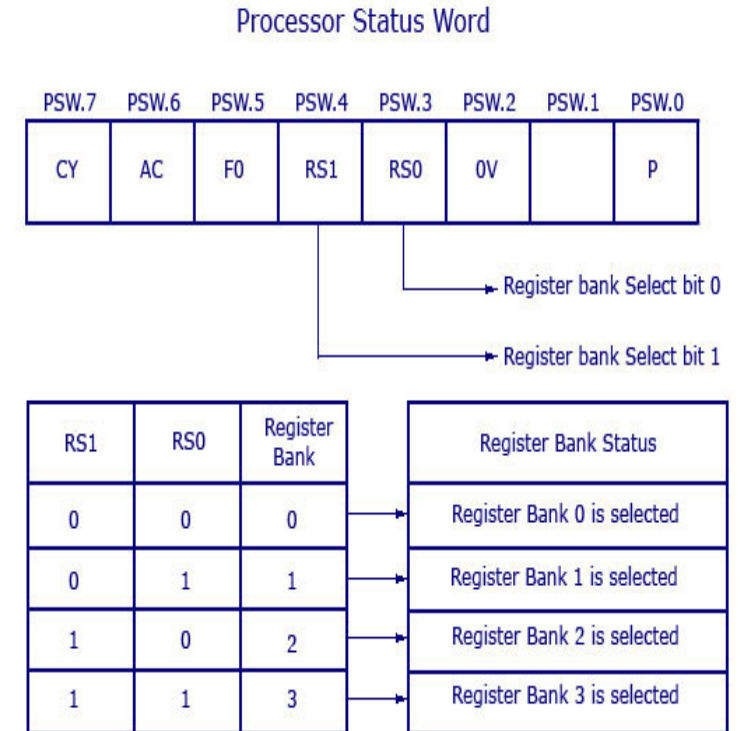 Processor Status Word
PSW.7 PSW.6 PSW.5 PSW.4 PSW.3 PSW.2 PSW.1 PSW.0
CY AC F0 RS1 RS0 0V P
Register bank Select bit 0
Register bank Select bit 1
RS1 RS0 Register Bank Register Bank Status
0 0 0 Register Bank 0 is selected
0 1 1 Register Bank 1 is selected
1 0 2 Register Bank 2 is selected
1 1 3 Register Bank 3 is selected